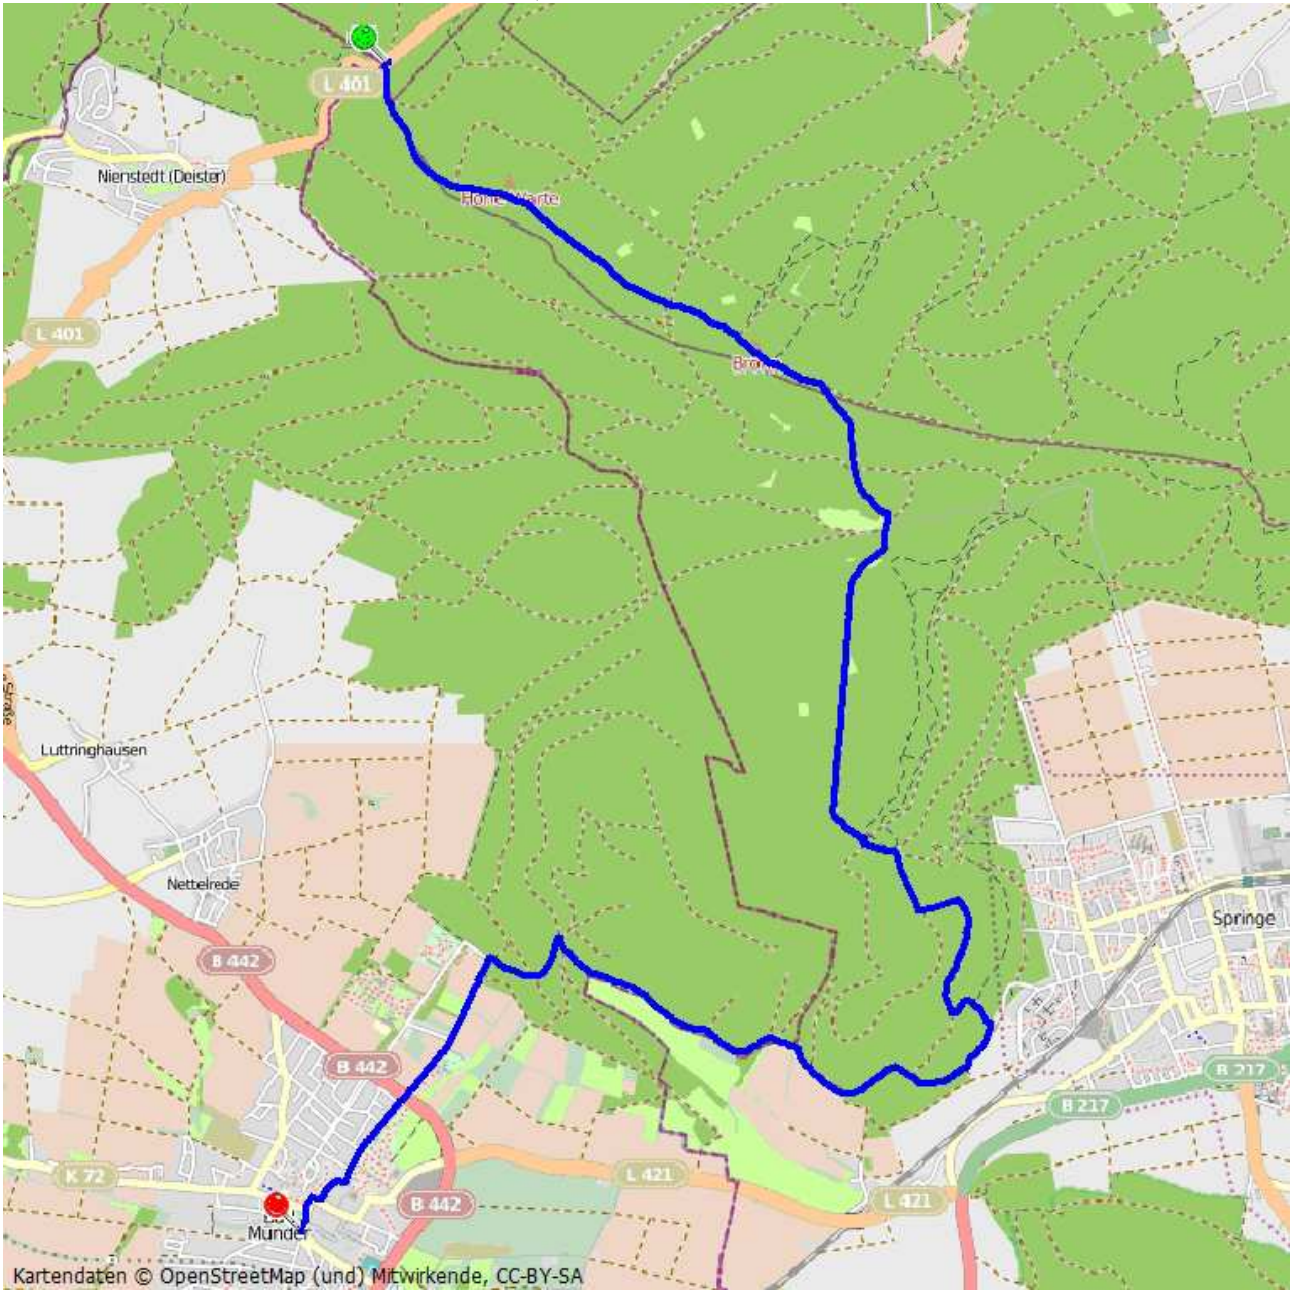 L 401
Nienstedt (Deister)
Hohe Warte
L 401
Straße
Luttringhausen
Nettelrede
Springe
B 442
B 442
B 217
B 217
K 72
L 421
B 442
L 421
Münder
Kartendaten © OpenStreetMap (und) Mitwirkende, CC-BY-SA